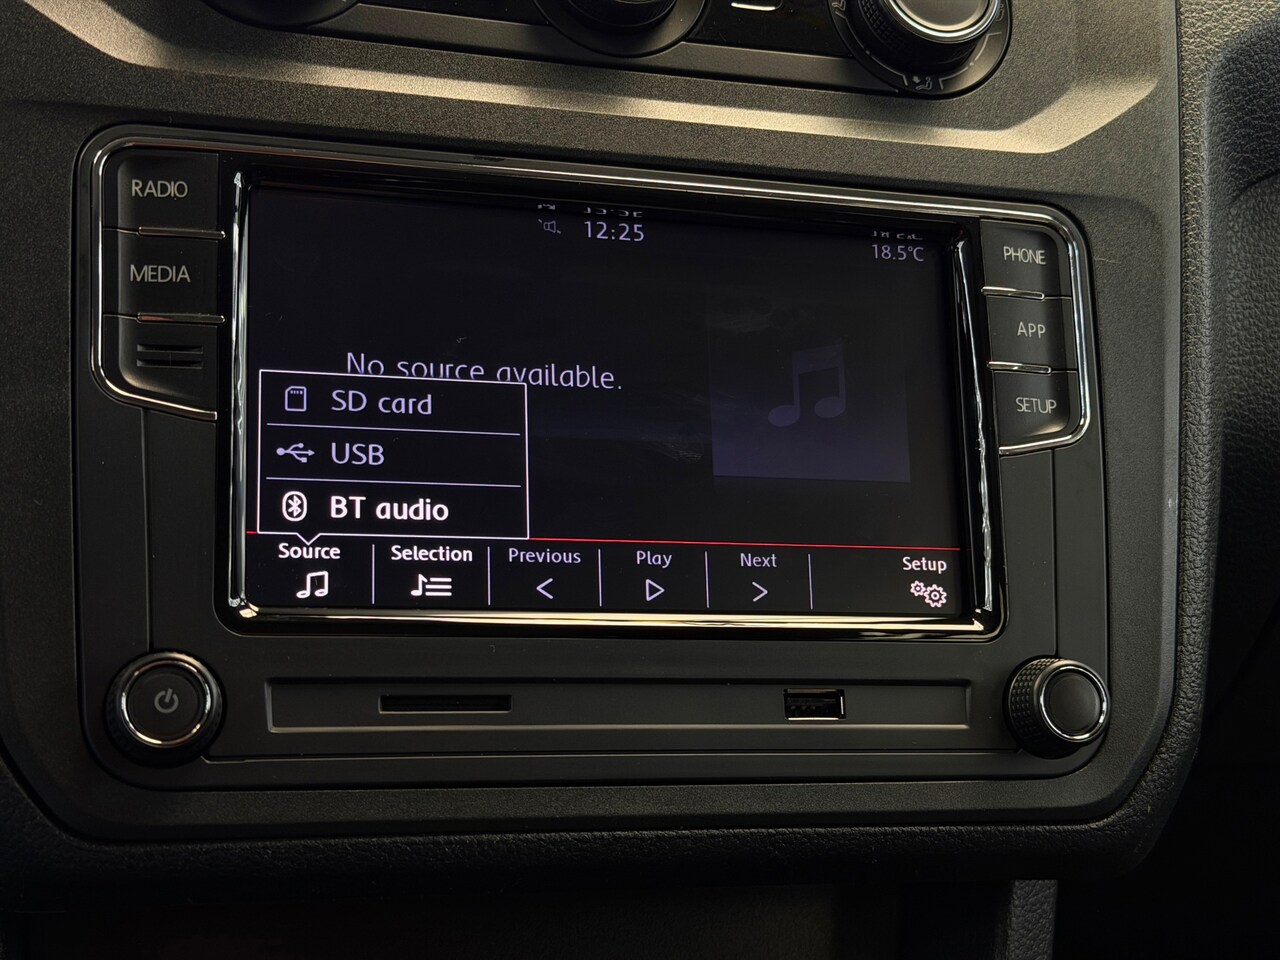 RADIO
MEDIA
PHONE
APP
SETUP
12:25
18.5°C
No source available.
SD card
USB
BT audio
Source
Selection
Previous
Play
Next
Setup